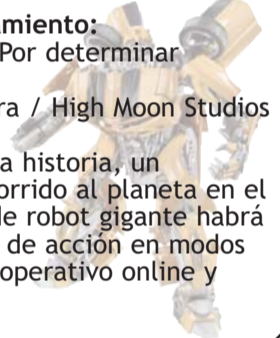 amiento:
Por determinar
ra / High Moon Studios
a historia, un
orrido al planeta en el
de robot gigante habrá
de acción en modos
operativo online y